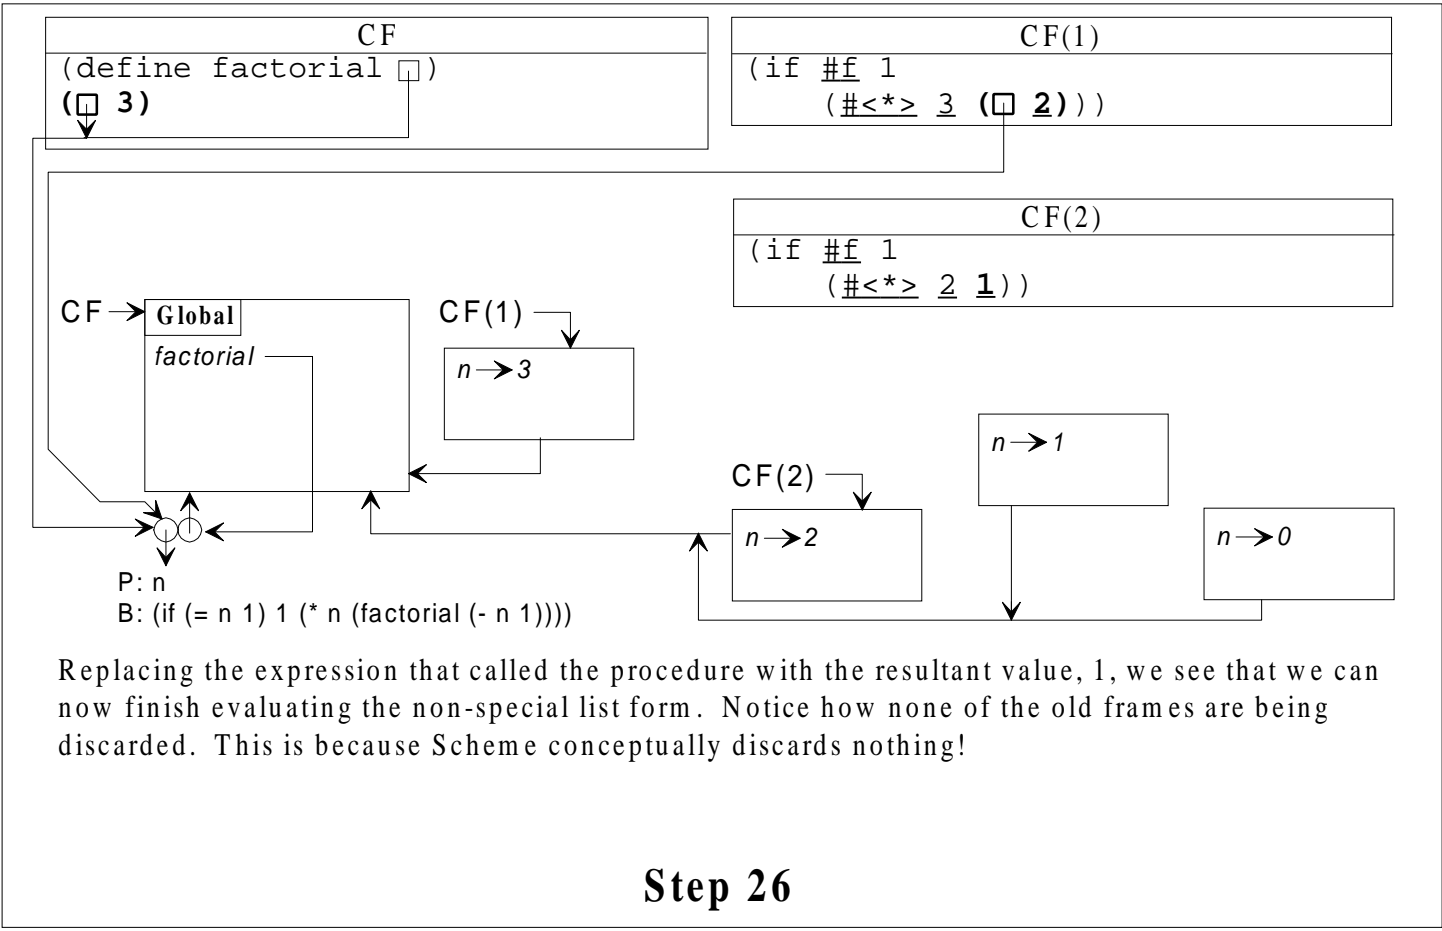 CF
(define factorial □)
(□ 3)
CF(1)
(if #f 1
(#<*> 3 (□ 2)))
CF(2)
(if #f 1
(#<*> 2 1))
CF
Global
factorial
CF(1)
n→3
n→1
CF(2)
n→2
n→0
P: n
B: (if (= n 1) 1 (* n (factorial (- n 1))))
Replacing the expression that called the procedure with the resultant value, 1, we see that we can
now finish evaluating the non-special list form. Notice how none of the old frames are being
discarded. This is because Scheme conceptually discards nothing!
Step 26